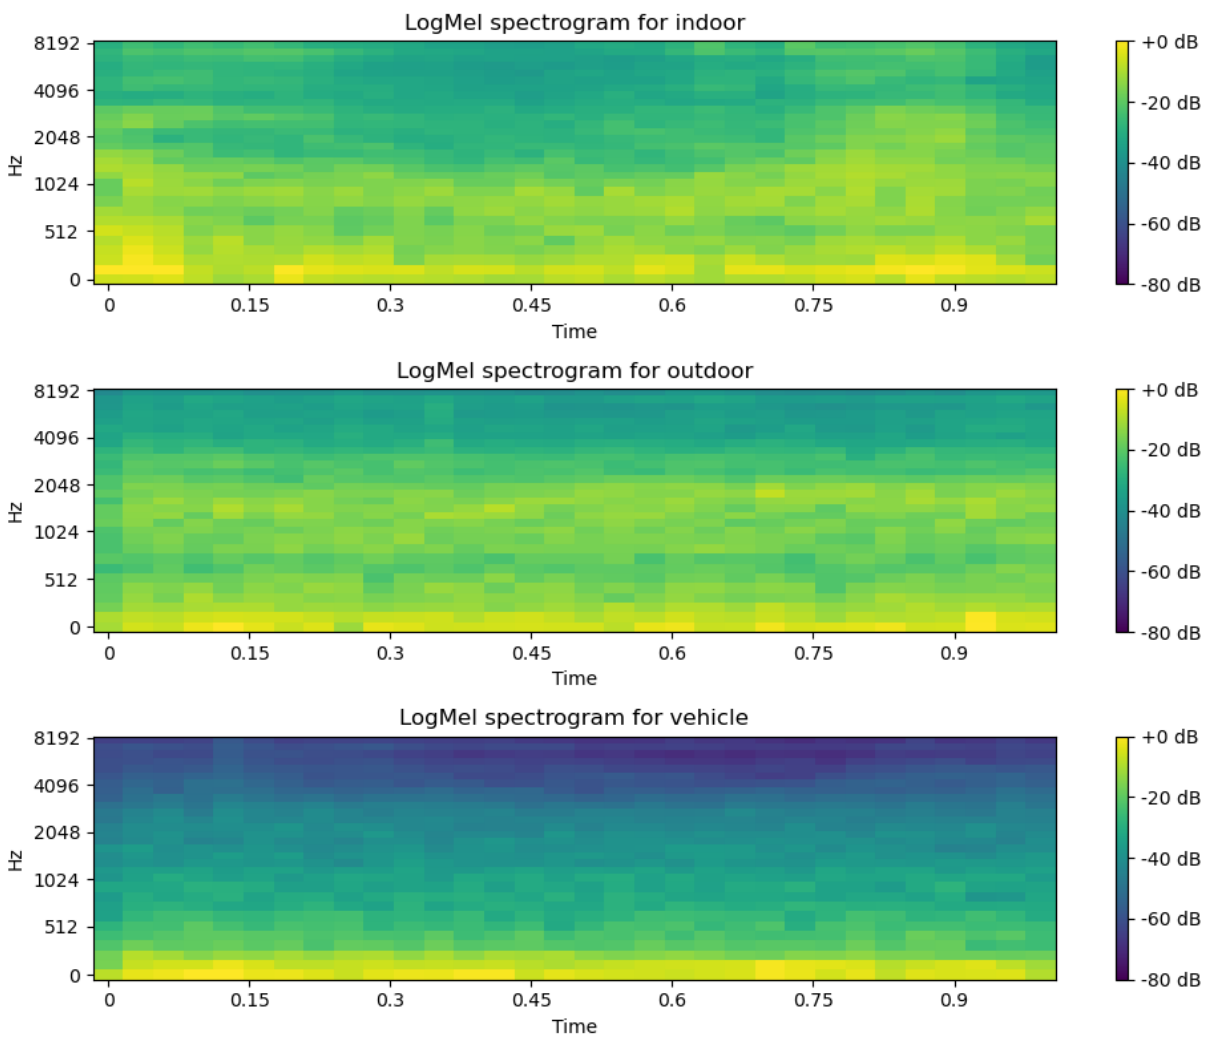 LogMel spectrogram for indoor
8192
4096
2048
1024
512
0
Hz
0 0.15 0.3 0.45 0.6 0.75 0.9
Time
+0 dB
-20 dB
-40 dB
-60 dB
-80 dB
LogMel spectrogram for outdoor
8192
4096
2048
1024
512
0
Hz
0 0.15 0.3 0.45 0.6 0.75 0.9
Time
+0 dB
-20 dB
-40 dB
-60 dB
-80 dB
LogMel spectrogram for vehicle
8192
4096
2048
1024
512
0
Hz
0 0.15 0.3 0.45 0.6 0.75 0.9
Time
+0 dB
-20 dB
-40 dB
-60 dB
-80 dB